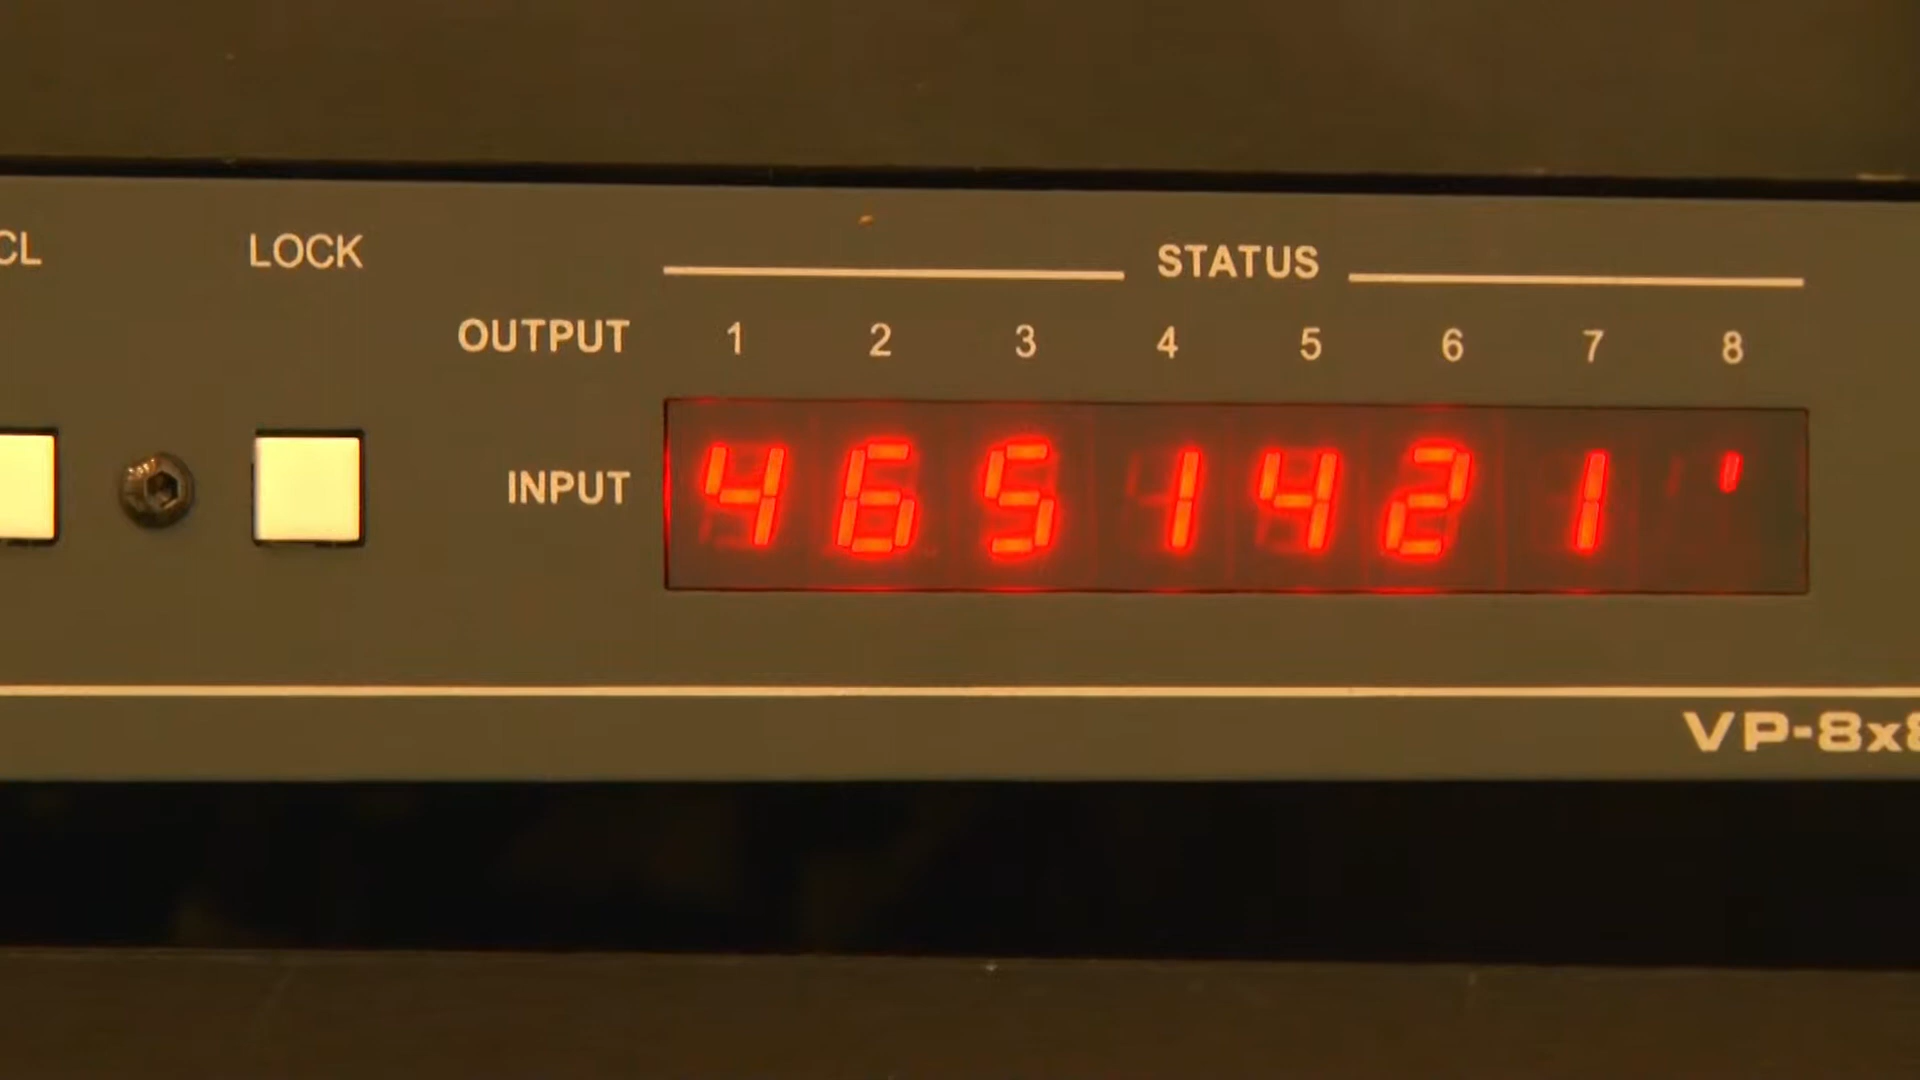 CL LOCK STATUS
OUTPUT 1 2 3 4 5 6 7 8
INPUT 4 6 5 1 4 2 1 '
VP-8x8